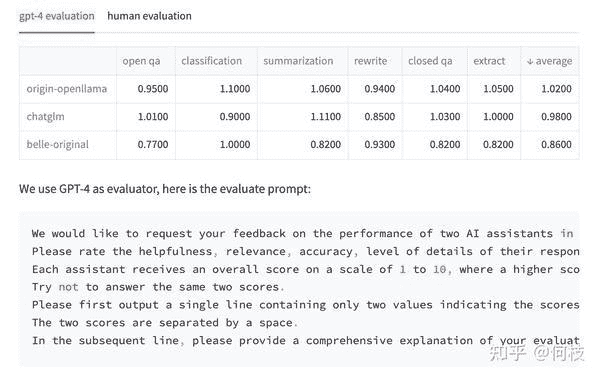 gpt-4 evaluation human evaluation
open qa classification summarization rewrite closed qa extract ↓ average
origin-openllama 0.9500 1.1000 1.0600 0.9400 1.0400 1.0500 1.0200
chatglm 1.0100 0.9000 1.1100 0.8500 1.0300 1.0000 0.9800
belle-original 0.7700 1.0000 0.8200 0.9300 0.8200 0.8200 0.8600
We use GPT-4 as evaluator, here is the evaluate prompt:
We would like to request your feedback on the performance of two AI assistants in
Please rate the helpfulness, relevance, accuracy, level of details of their respon
Each assistant receives an overall score on a scale of 1 to 10, where a higher sco
Try not to answer the same two scores.
Please first output a single line containing only two values indicating the scores
The two scores are separated by a space.
In the subsequent line, please provide a comprehensive explanation of your evaluat
知乎 @何枝